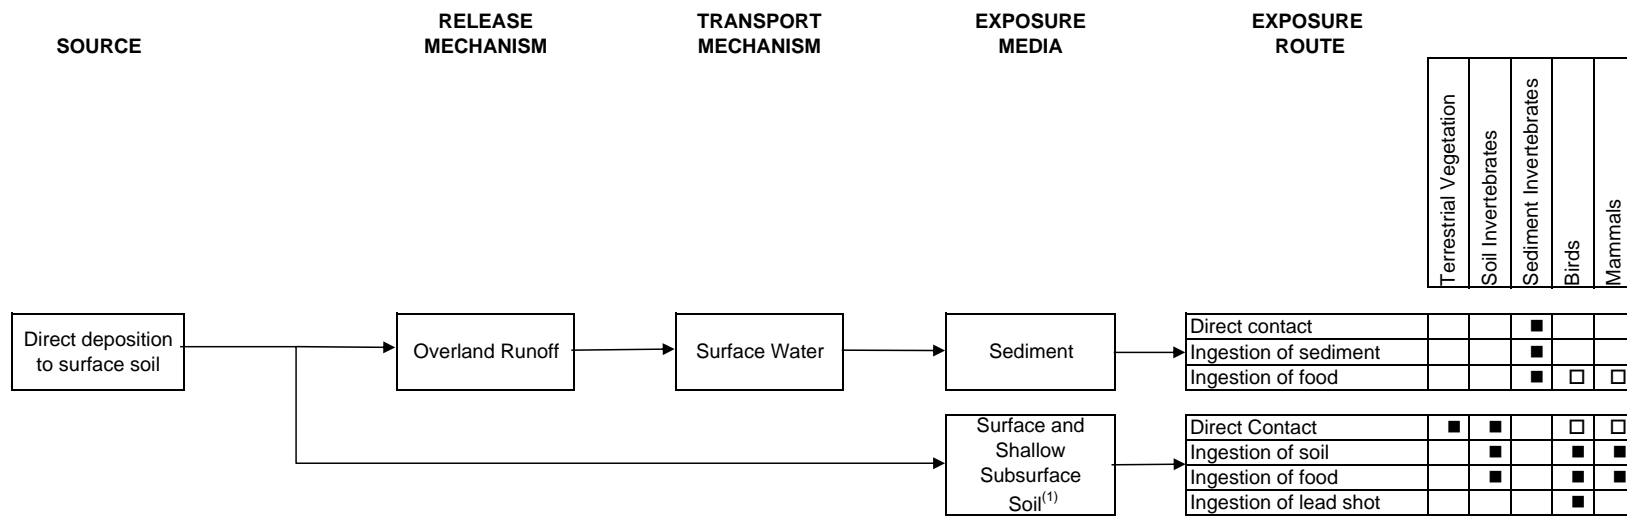 SOURCE
RELEASE
MECHANISM
TRANSPORT
MECHANISM
EXPOSURE
MEDIA
EXPOSURE
ROUTE
Terrestrial Vegetation
Soil Invertebrates
Sediment Invertebrates
Birds
Mammals
Direct deposition
to surface soil
Overland Runoff
Surface Water
Sediment
Direct contact ■
Ingestion of sediment ■
Ingestion of food ■ □ □
Surface and
Shallow
Subsurface
Soil(1)
Direct Contact ■ ■ □ □
Ingestion of soil ■ ■ ■
Ingestion of food ■ ■ ■
Ingestion of lead shot ■